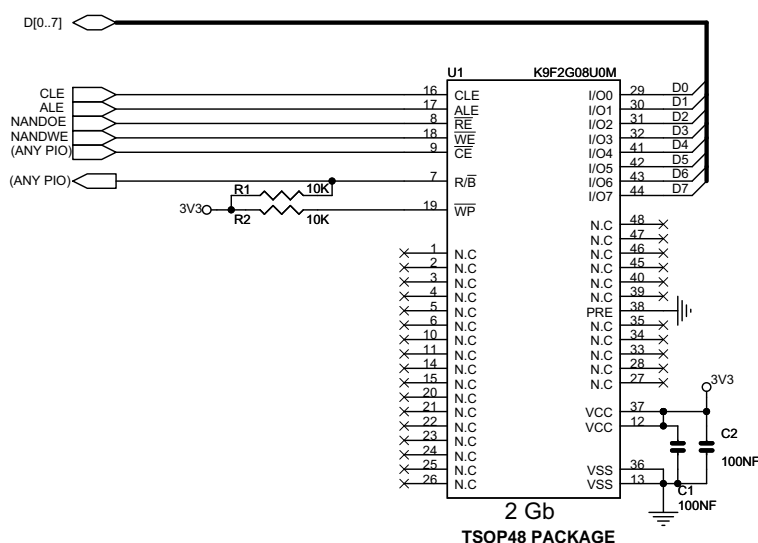 D[0..7]
U1 K9F2G08U0M
CLE 16 CLE I/O0 29 D0
ALE 17 ALE I/O1 30 D1
NANDOE 8 RE I/O2 31 D2
NANDWE 18 WE I/O3 32 D3
(ANY PIO) 9 CE I/O4 41 D4
I/O5 42 D5
(ANY PIO) 7 R/B I/O6 43 D6
R1 10K I/O7 44 D7
3V3 R2 10K 19 WP
N.C 48
N.C 47
1 N.C N.C 46
2 N.C N.C 45
3 N.C N.C 40
4 N.C N.C 39
5 N.C PRE 38
6 N.C N.C 35
10 N.C N.C 34
11 N.C N.C 33
14 N.C N.C 28
15 N.C N.C 27
20 N.C 3V3
21 N.C VCC 37
22 N.C VCC 12
23 N.C C2
24 N.C 100NF
25 N.C VSS 36
26 N.C VSS 13
C1
100NF
2 Gb
TSOP48 PACKAGE